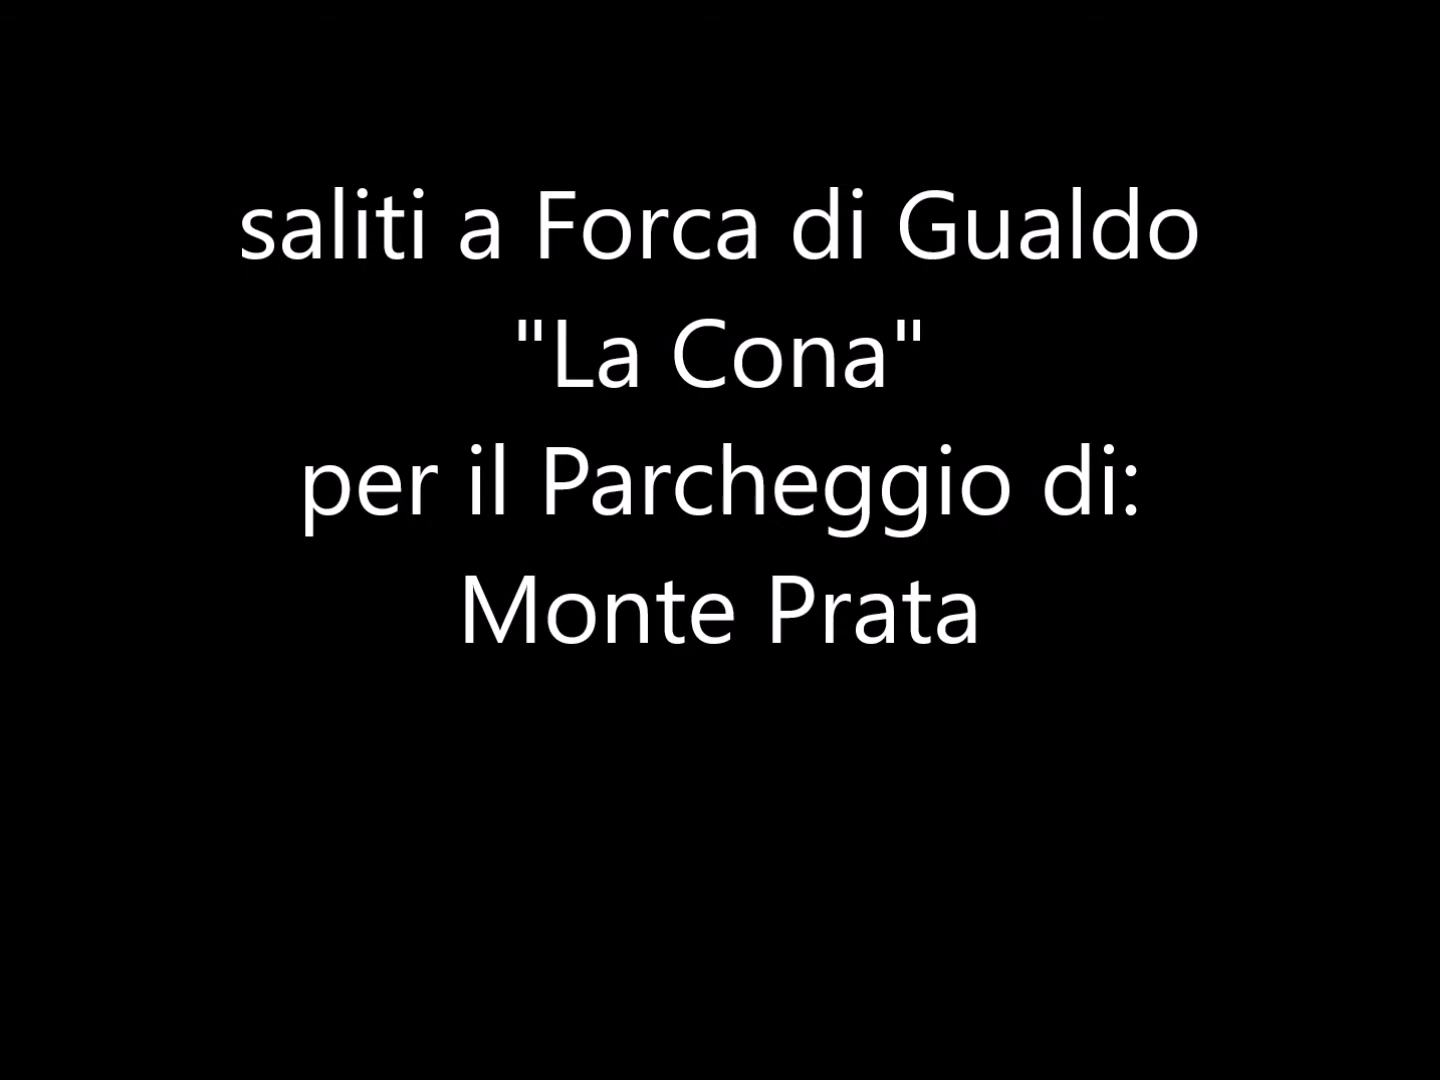 saliti a Forca di Gualdo
"La Cona"
per il Parcheggio di:
Monte Prata